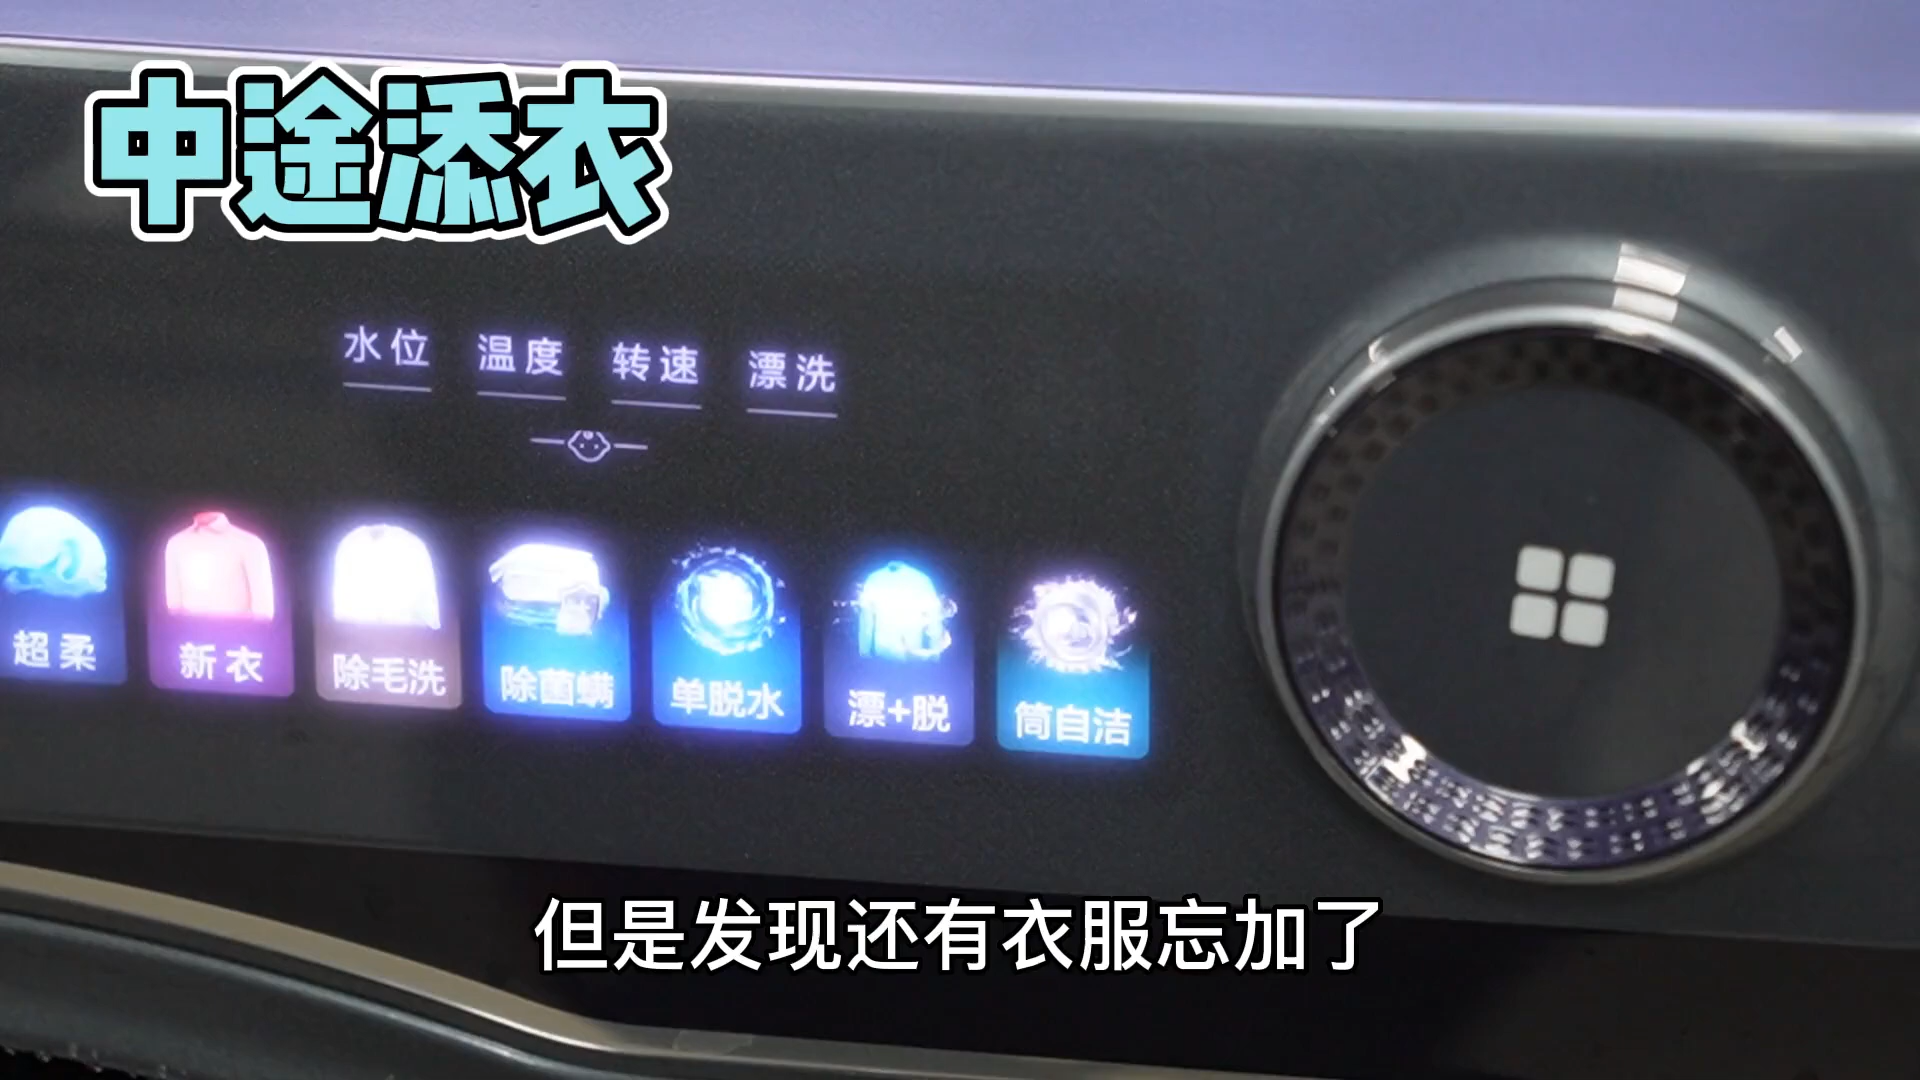 中途添衣
水位 温度 转速 漂洗
超柔 新衣 除毛洗 除菌螨 单脱水 漂+脱 筒自洁
但是发现还有衣服忘加了